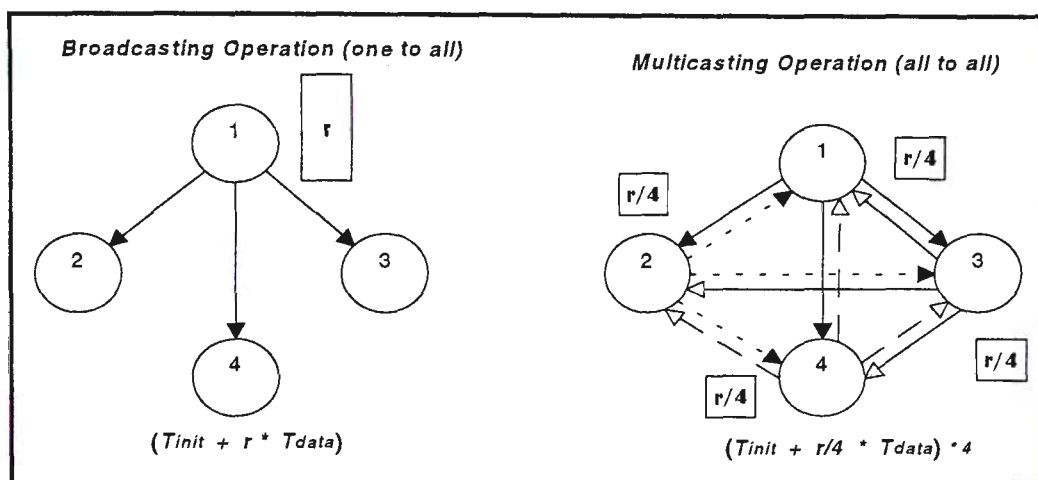 Broadcasting Operation (one to all)
1
r
2
3
4
(Tinit + r * Tdata)
Multicasting Operation (all to all)
1
r/4
r/4
2
3
r/4
4
r/4
(Tinit + r/4 * Tdata) * 4